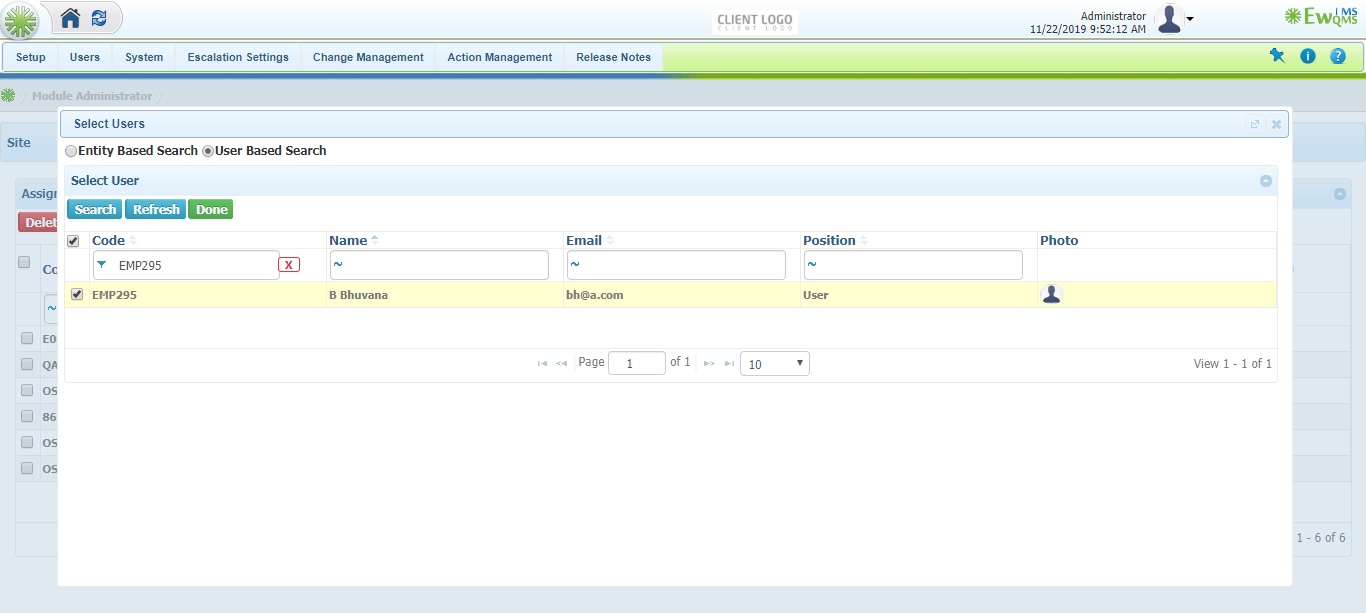 CLIENT LOGO
CLIENT LOGO
Administrator
11/22/2019 9:52:12 AM
EwQMS
iMS
Setup Users System Escalation Settings Change Management Action Management Release Notes
Module Administrator
Select Users
Site
Entity Based Search User Based Search
Select User
Assign
Search Refresh Done
Delet
Code Name Email Position Photo
Co
~ EMP295 X ~ ~ ~
EMP295 B Bhuvana bh@a.com User
~
E0
QA
OS
86
OS
OS
Page 1 of 1 10 View 1 - 1 of 1
1 - 6 of 6